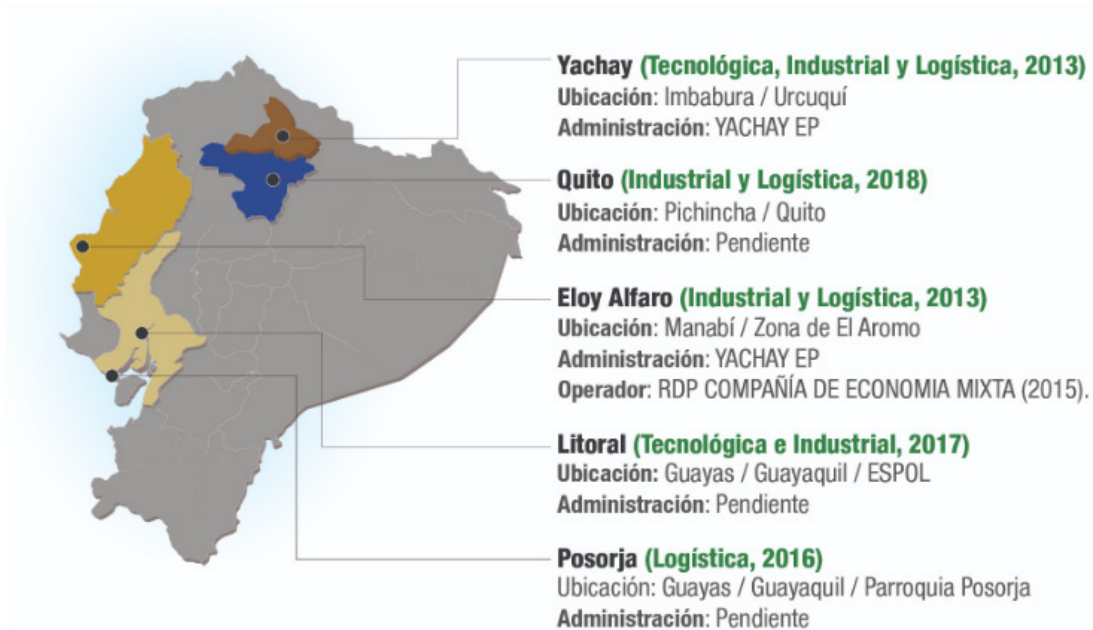 Yachay (Tecnológica, Industrial y Logística, 2013)
Ubicación: Imbabura / Urcuquí
Administración: YACHAY EP
Quito (Industrial y Logística, 2018)
Ubicación: Pichincha / Quito
Administración: Pendiente
Eloy Alfaro (Industrial y Logística, 2013)
Ubicación: Manabí / Zona de El Aromo
Administración: YACHAY EP
Operador: RDP COMPAÑÍA DE ECONOMIA MIXTA (2015).
Litoral (Tecnológica e Industrial, 2017)
Ubicación: Guayas / Guayaquil / ESPOL
Administración: Pendiente
Posorja (Logística, 2016)
Ubicación: Guayas / Guayaquil / Parroquia Posorja
Administración: Pendiente